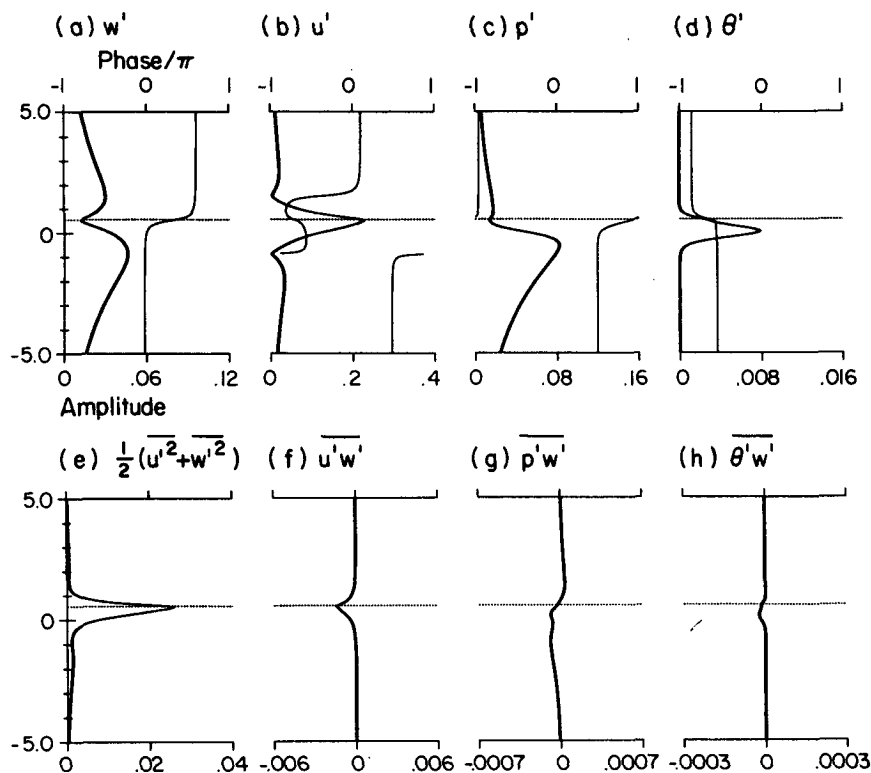 (a) w' (b) u' (c) p' (d) θ'
Phase/π
-1 0 1 -1 0 1 -1 0 1 -1 0 1
5.0
0
-5.0
0 .06 .12 0 .2 .4 0 .08 .16 0 .008 .016
Amplitude
(e) ½(u'²+w'²) (f) u'w' (g) p'w' (h) θ'w'
5.0
0
-5.0
0 .02 .04 -.006 0 .006 -.0007 0 .0007 -.0003 0 .0003